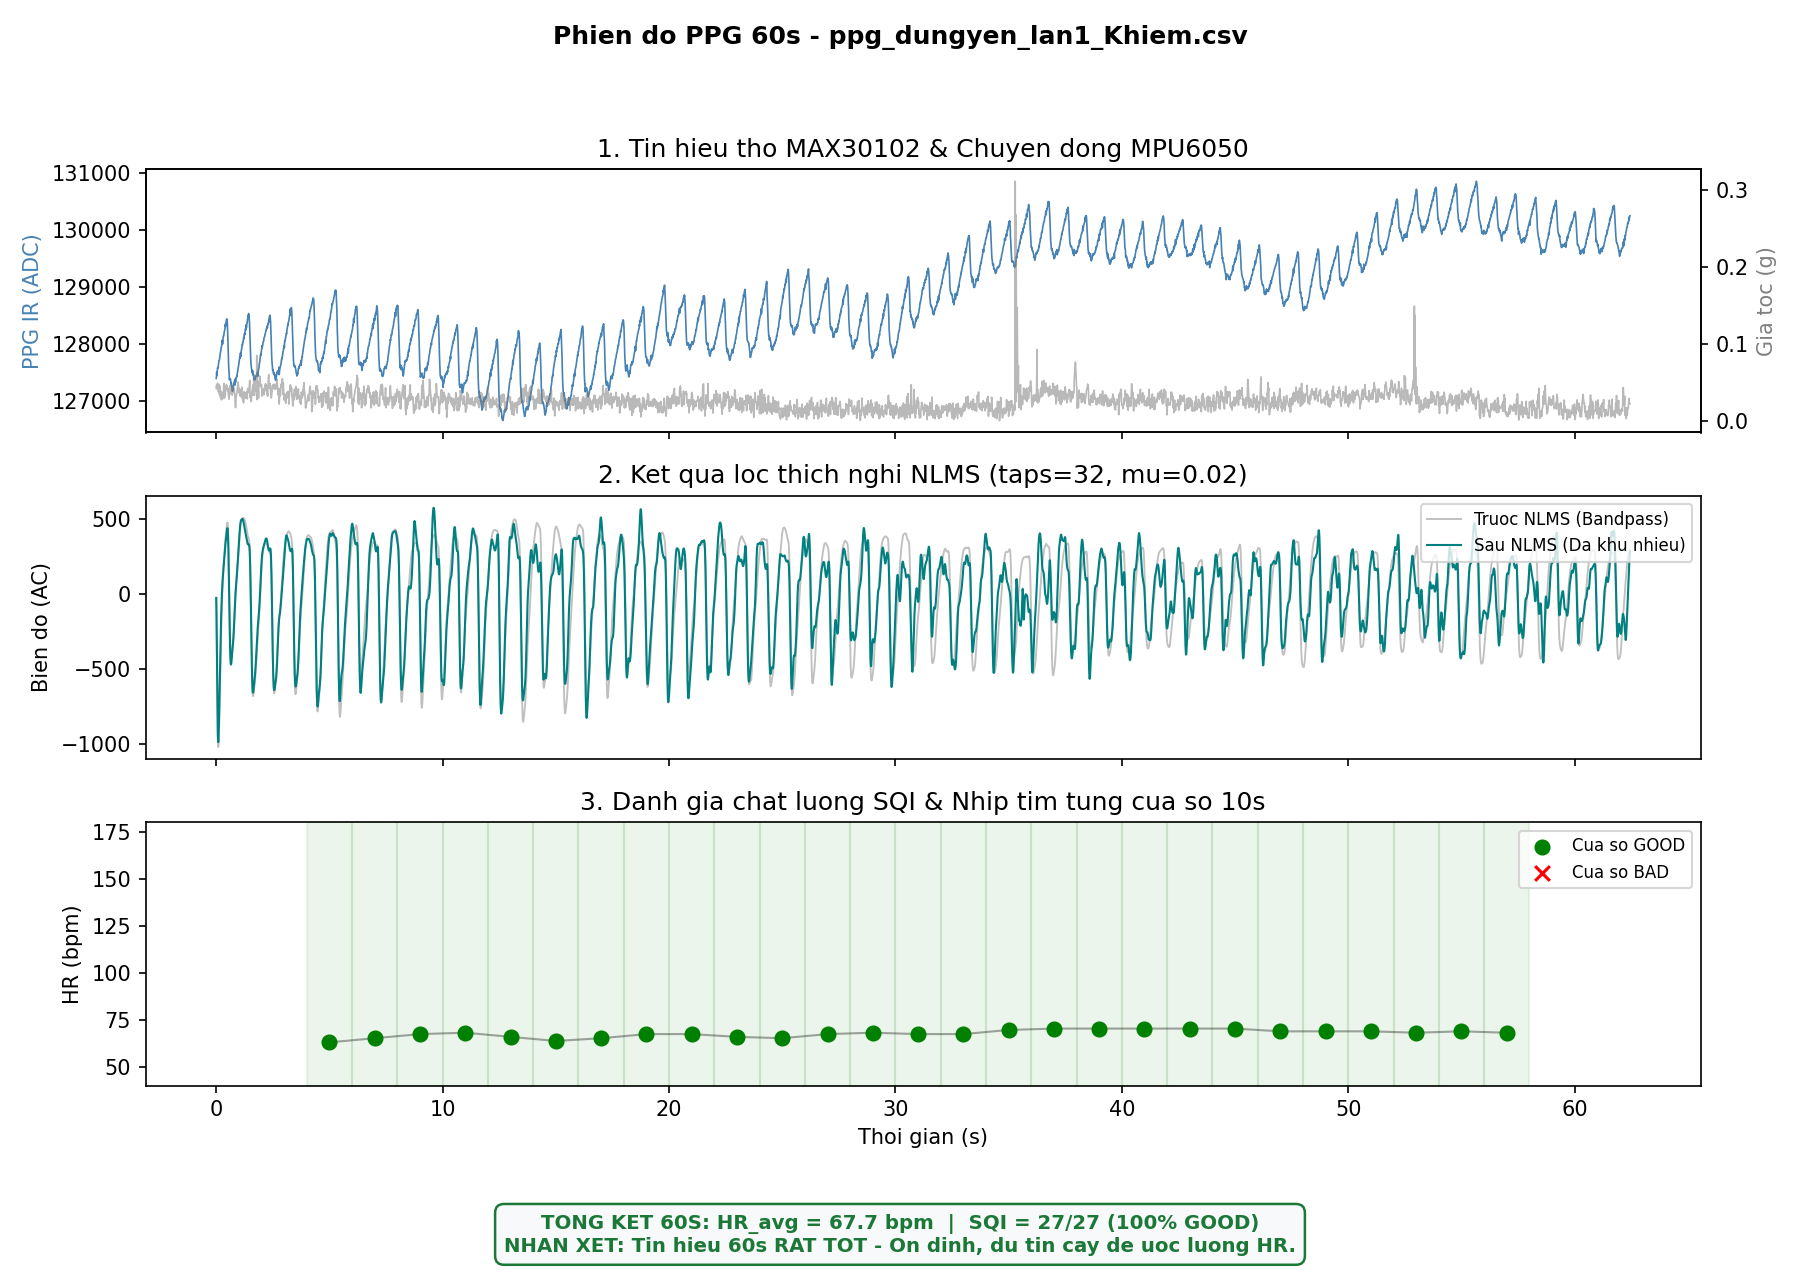 Phien do PPG 60s - ppg_dungyen_lan1_Khiem.csv
1. Tin hieu tho MAX30102 & Chuyen dong MPU6050
PPG IR (ADC)
131000
130000
129000
128000
127000
0.3
0.2
0.1
0.0
Gia toc (g)
2. Ket qua loc thich nghi NLMS (taps=32, mu=0.02)
Bien do (AC)
500
0
−500
−1000
Truoc NLMS (Bandpass)
Sau NLMS (Da khu nhieu)
3. Danh gia chat luong SQI & Nhip tim tung cua so 10s
HR (bpm)
175
150
125
100
75
50
Cua so GOOD
Cua so BAD
0 10 20 30 40 50 60
Thoi gian (s)
TONG KET 60S: HR_avg = 67.7 bpm | SQI = 27/27 (100% GOOD)
NHAN XET: Tin hieu 60s RAT TOT - On dinh, du tin cay de uoc luong HR.